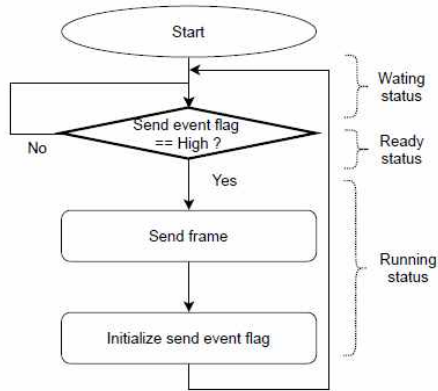 Start
Wating
status
Send event flag
== High ?
No
Ready
status
Yes
Send frame
Running
status
Initialize send event flag